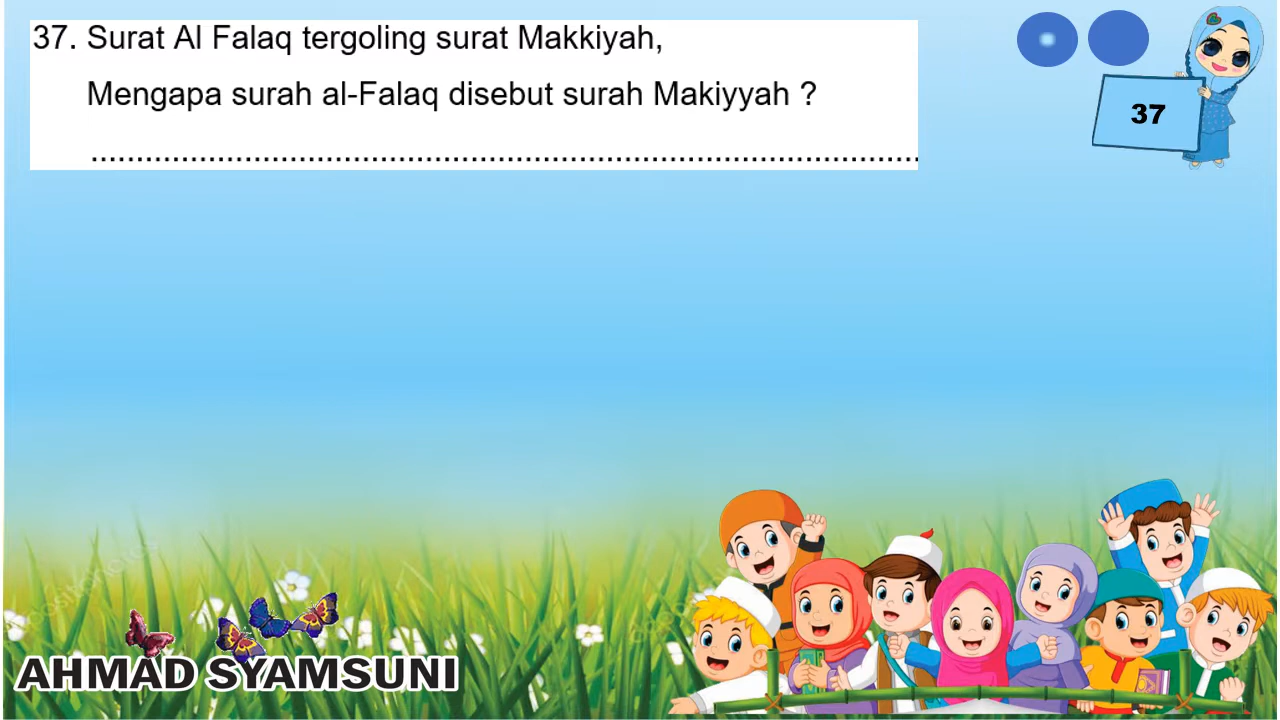 37. Surat Al Falaq tergoling surat Makkiyah,
Mengapa surah al-Falaq disebut surah Makiyyah ?
............................................................................................
37
AHMAD SYAMSUNI